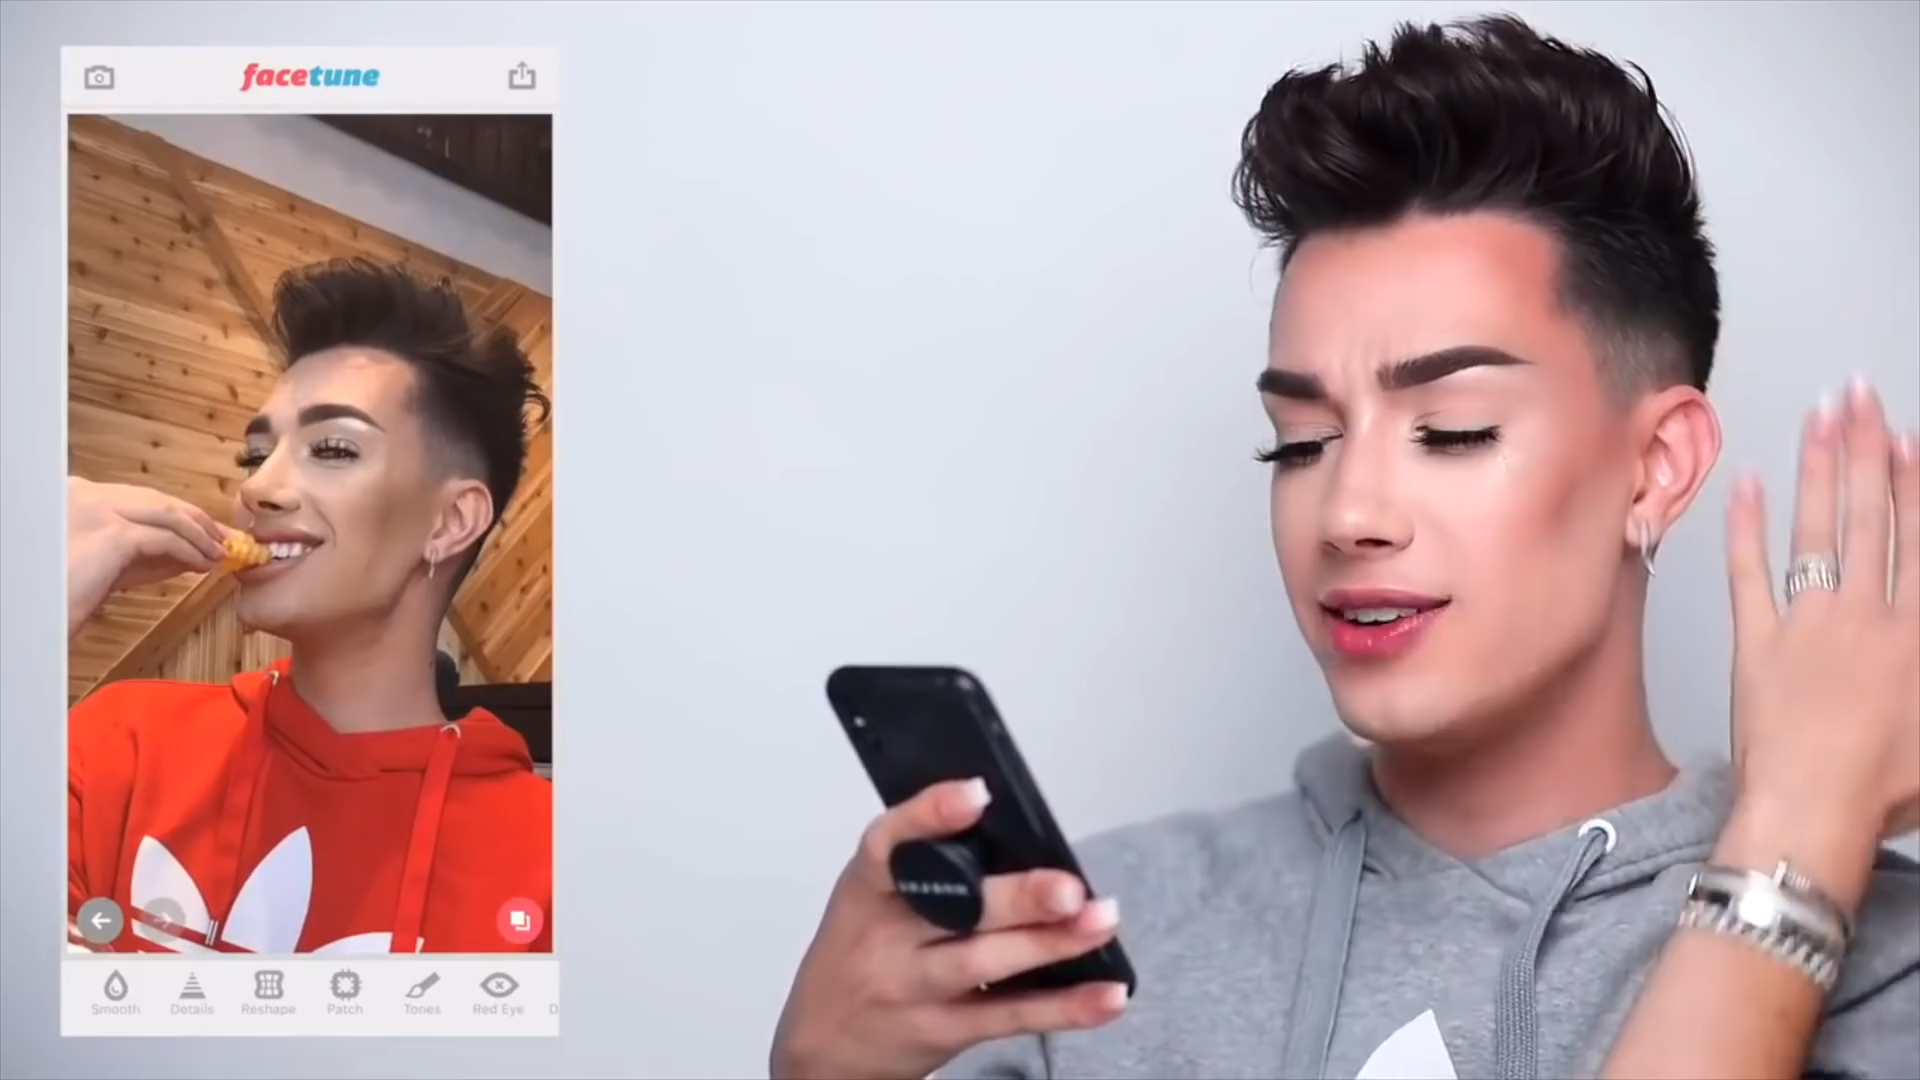 facetune
Smooth
Details
Reshape
Patch
Tones
Red Eye
D